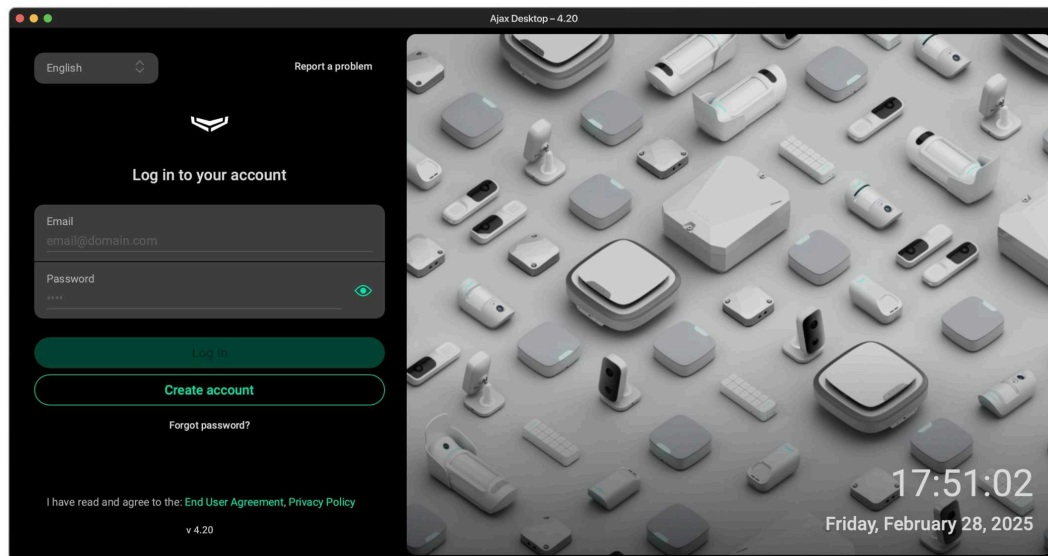 Ajax Desktop – 4.20
English
Report a problem
Log in to your account
Email
email@domain.com
Password
****
Log in
Create account
Forgot password?
I have read and agree to the: End User Agreement, Privacy Policy
v 4.20
17:51:02
Friday, February 28, 2025